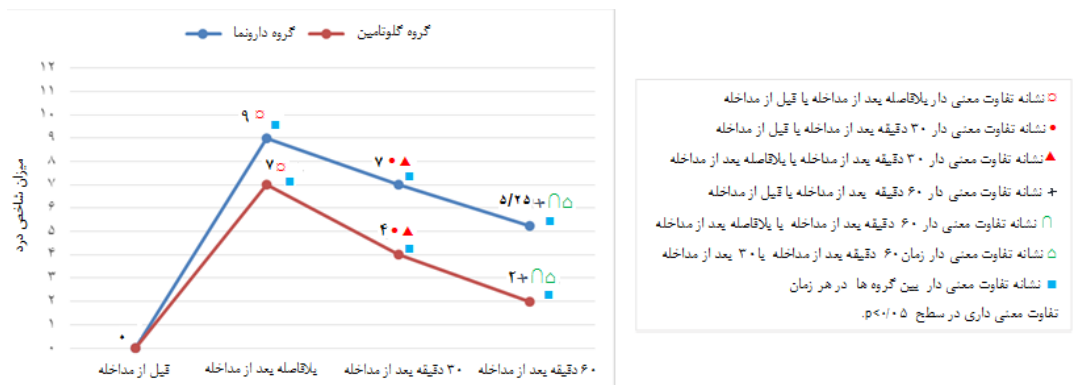 گروه دارونما گروه گلوتامین
میزان شاخص درد
۱۲
۱۱
۱۰
۹
۸
۷
۶
۵
۴
۳
۲
۱
۰
۹ ¤
۷ ¤
۷ • ▲
۴ • ▲
۵/۲۵ + ∩ ⌂
۲ + ∩ ⌂
۰
قبل از مداخله
بلافاصله بعد از مداخله
۳۰ دقیقه بعد از مداخله
۶۰ دقیقه بعد از مداخله
¤ نشانه تفاوت معنی دار بلافاصله بعد از مداخله با قبل از مداخله
• نشانه تفاوت معنی دار ۳۰ دقیقه بعد از مداخله با قبل از مداخله
▲ نشانه تفاوت معنی دار ۳۰ دقیقه بعد از مداخله با بلافاصله بعد از مداخله
+ نشانه تفاوت معنی دار ۶۰ دقیقه بعد از مداخله با قبل از مداخله
∩ نشانه تفاوت معنی دار ۶۰ دقیقه بعد از مداخله با بلافاصله بعد از مداخله
⌂ نشانه تفاوت معنی دار زمان ۶۰ دقیقه بعد از مداخله با ۳۰ بعد از مداخله
■ نشانه تفاوت معنی دار بین گروه ها در هر زمان
تفاوت معنی داری در سطح p<۰/۰۵.